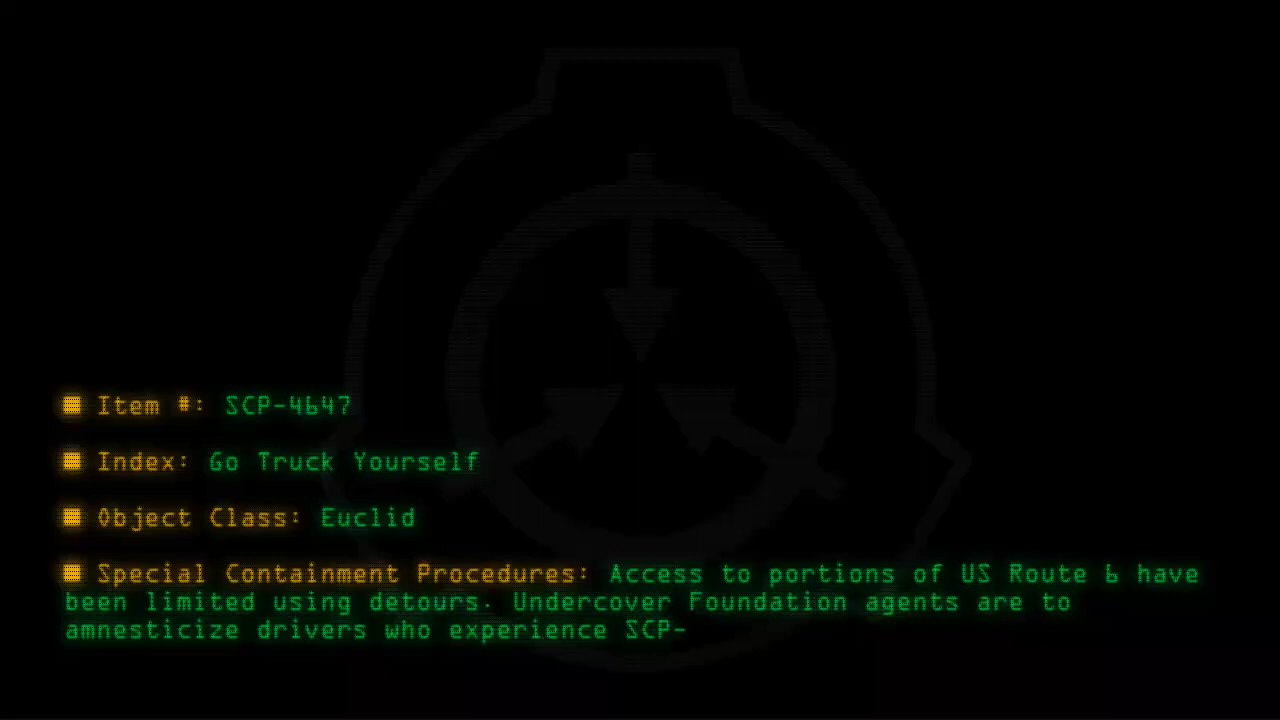 ■ Item #: SCP-4647
■ Index: Go Truck Yourself
■ Object Class: Euclid
■ Special Containment Procedures: Access to portions of US Route 6 have
been limited using detours. Undercover Foundation agents are to
amnesticize drivers who experience SCP-